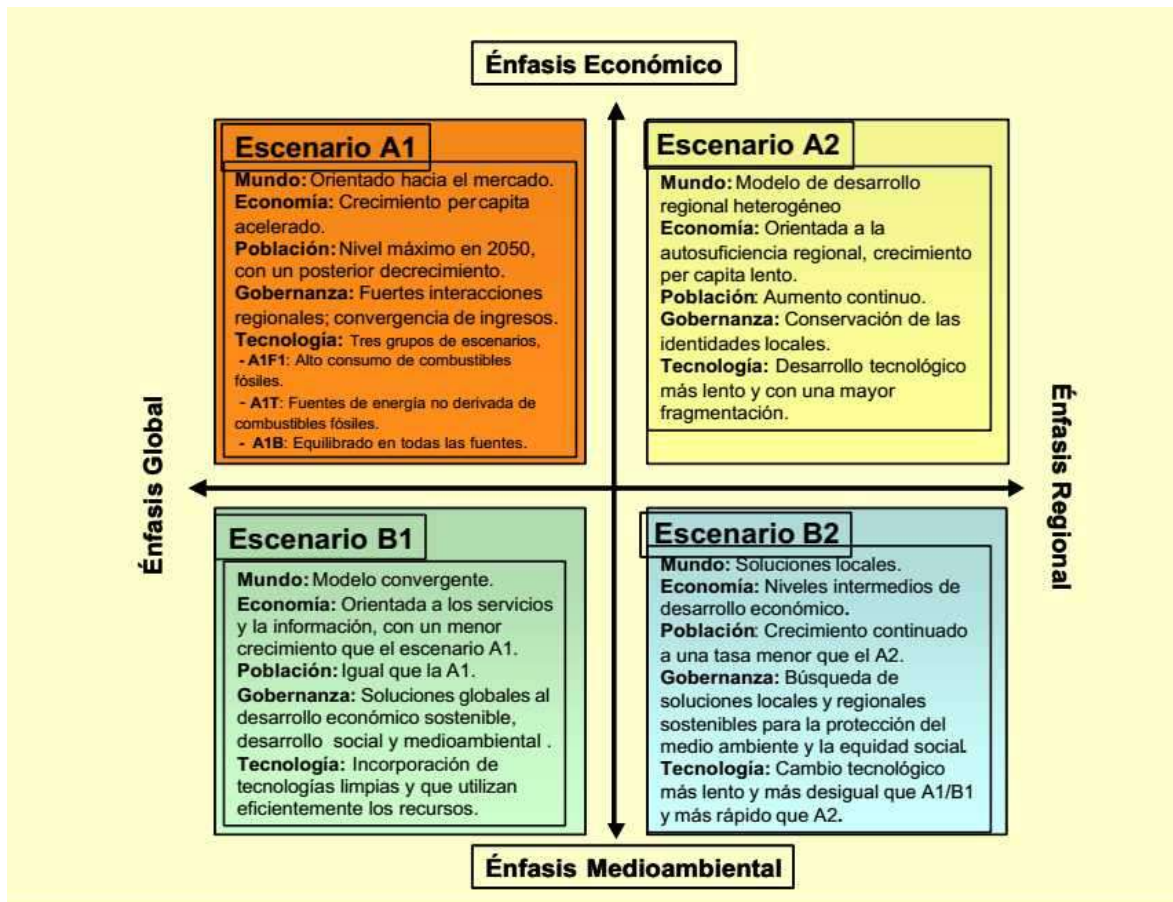 Énfasis Económico
Escenario A1
Mundo: Orientado hacia el mercado.
Economía: Crecimiento percapita
acelerado.
Población: Nivel máximo en 2050,
con un posterior decrecimiento.
Gobernanza: Fuertes interacciones
regionales; convergencia de ingresos.
Tecnología: Tres grupos de escenarios,
- A1F1: Alto consumo de combustibles
fósiles.
- A1T: Fuentes de energía no derivada de
combustibles fósiles.
- A1B: Equilibrado en todas las fuentes.
Escenario A2
Mundo: Modelo de desarrollo
regional heterogéneo
Economía: Orientada a la
autosuficiencia regional, crecimiento
per capita lento.
Población: Aumento continuo.
Gobernanza: Conservación de las
identidades locales.
Tecnología: Desarrollo tecnológico
más lento y con una mayor
fragmentación.
Énfasis Global
Énfasis Regional
Escenario B1
Mundo: Modelo convergente.
Economía: Orientada a los servicios
y la información, con un menor
crecimiento que el escenario A1.
Población: Igual que la A1.
Gobernanza: Soluciones globales al
desarrollo económico sostenible,
desarrollo social y medioambiental .
Tecnología: Incorporación de
tecnologías limpias y que utilizan
eficientemente los recursos.
Escenario B2
Mundo: Soluciones locales.
Economía: Niveles intermedios de
desarrollo económico.
Población: Crecimiento continuado
a una tasa menor que el A2.
Gobernanza: Búsqueda de
soluciones locales y regionales
sostenibles para la protección del
medio ambiente y la equidad social.
Tecnología: Cambio tecnológico
más lento y más desigual que A1/B1
y más rápido que A2.
Énfasis Medioambiental